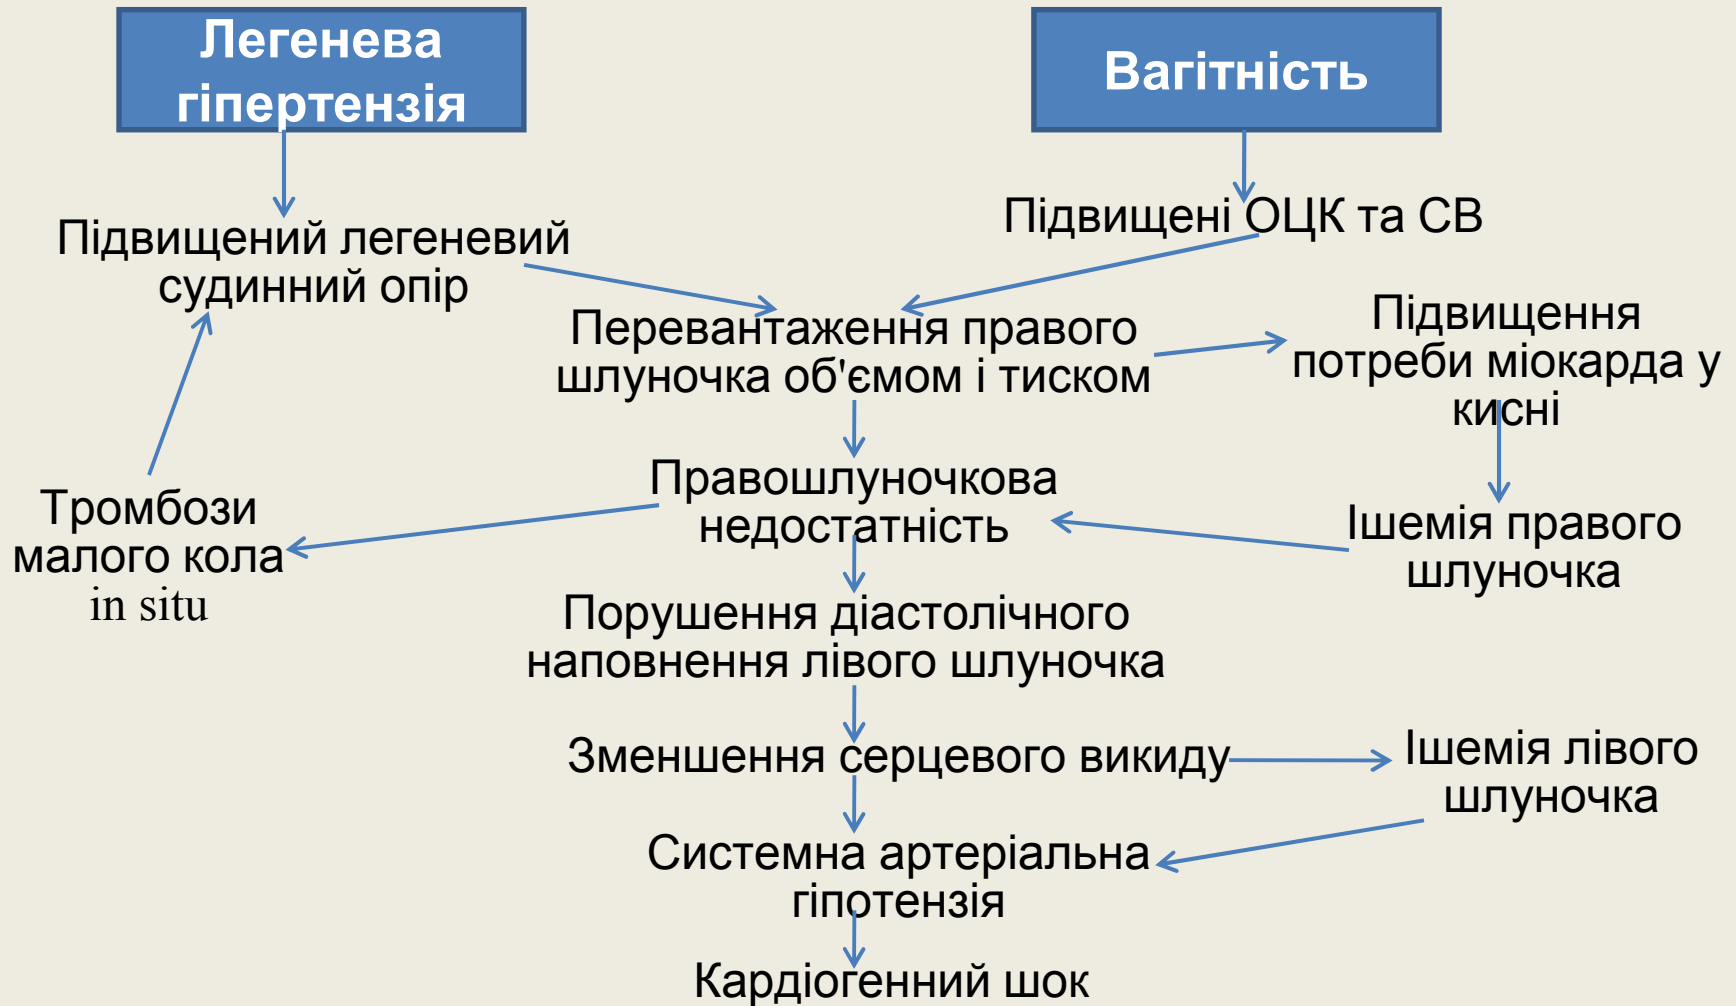 Легенева
гіпертензія
Вагітність
Підвищений легеневий
судинний опір
Підвищені ОЦК та СВ
Перевантаження правого
шлуночка об'ємом і тиском
Підвищення
потреби міокарда у
кисні
Правошлуночкова
недостатність
Тромбози
малого кола
in situ
Ішемія правого
шлуночка
Порушення діастолічного
наповнення лівого шлуночка
Зменшення серцевого викиду
Ішемія лівого
шлуночка
Системна артеріальна
гіпотензія
Кардіогенний шок